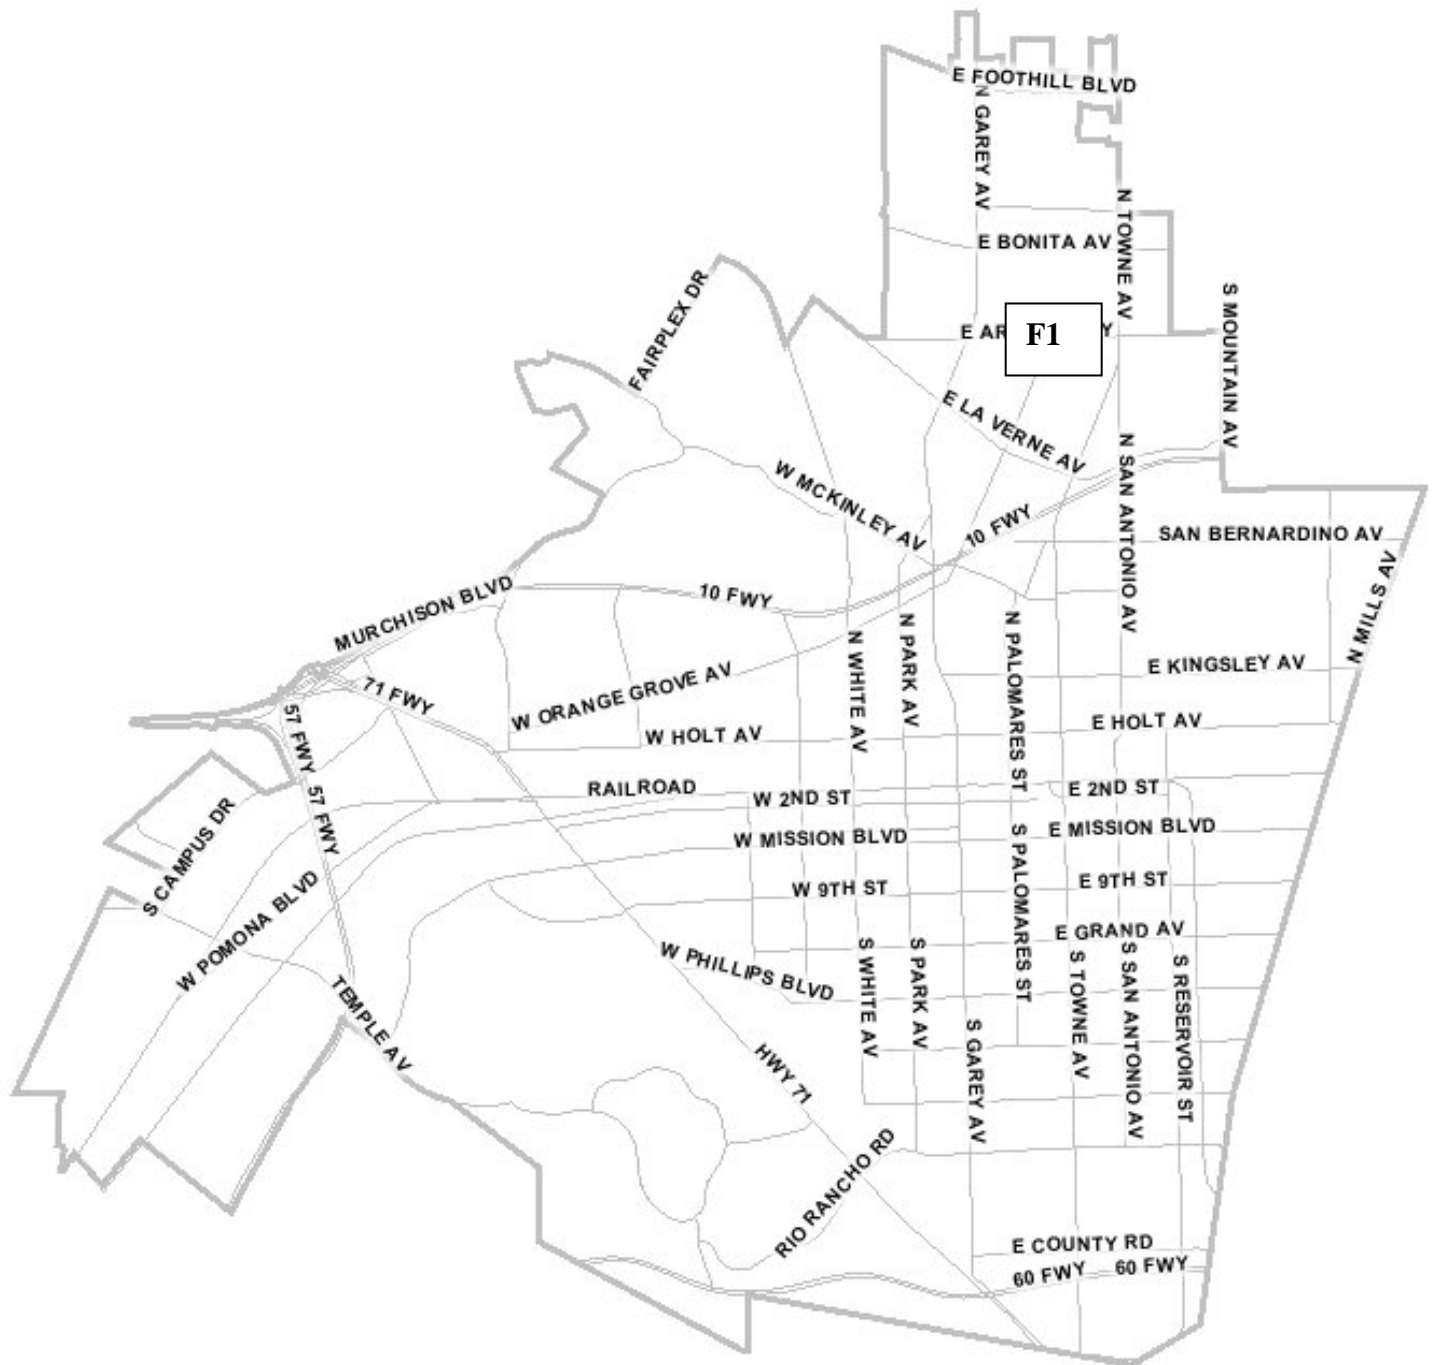 E FOOTHILL BLVD
N GAREY AV
N TOWNE AV
E BONITA AV
FAIRPLEX DR
S MOUNTAIN AV
E AR
F1
Y
E LA VERNE AV
N SAN ANTONIO AV
W MCKINLEY AV
10 FWY
SAN BERNARDINO AV
N MILLS AV
MURCHISON BLVD
10 FWY
N WHITE AV
N PARK AV
N PALOMARES ST
E KINGSLEY AV
71 FWY
W ORANGE GROVE AV
57 FWY
W HOLT AV
E HOLT AV
RAILROAD
W 2ND ST
E 2ND ST
57 FWY
S CAMPUS DR
W MISSION BLVD
E MISSION BLVD
S PALOMARES ST
W 9TH ST
E 9TH ST
W POMONA BLVD
E GRAND AV
W PHILLIPS BLVD
S WHITE AV
S PARK AV
S TOWNE AV
S SAN ANTONIO AV
S RESERVOIR ST
TEMPLE AV
S GAREY AV
HWY 71
RIO RANCHO RD
E COUNTY RD
60 FWY
60 FWY